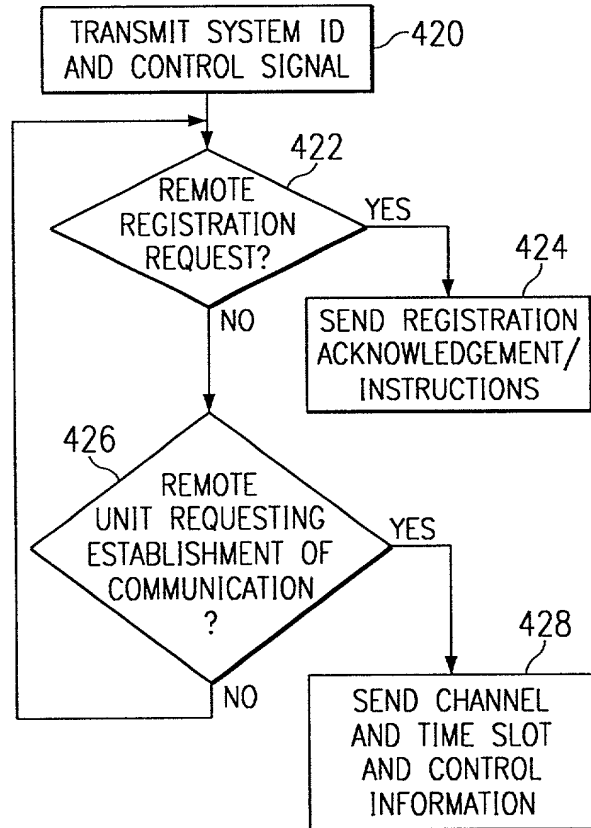 TRANSMIT SYSTEM ID
AND CONTROL SIGNAL
420
422
REMOTE
REGISTRATION
REQUEST?
YES
NO
424
SEND REGISTRATION
ACKNOWLEDGEMENT/
INSTRUCTIONS
426
REMOTE
UNIT REQUESTING
ESTABLISHMENT OF
COMMUNICATION
?
YES
NO
428
SEND CHANNEL
AND TIME SLOT
AND CONTROL
INFORMATION